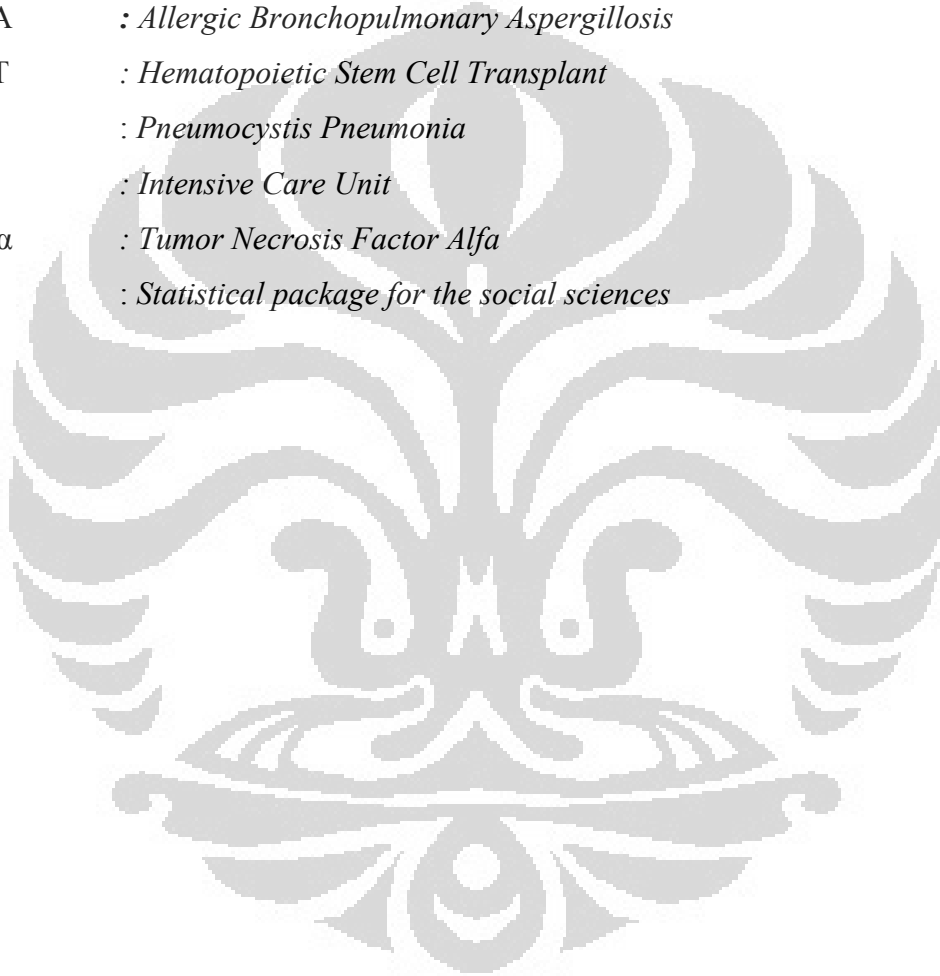 A : Allergic Bronchopulmonary Aspergillosis
T : Hematopoietic Stem Cell Transplant
: Pneumocystis Pneumonia
: Intensive Care Unit
α : Tumor Necrosis Factor Alfa
: Statistical package for the social sciences